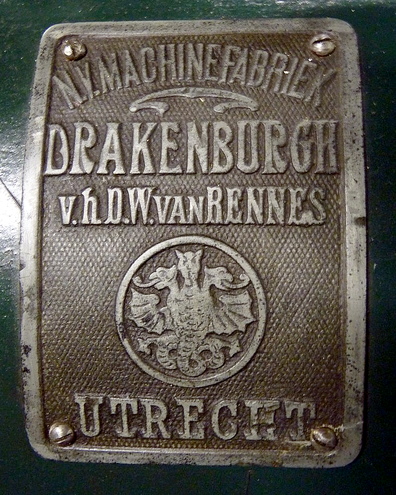 N.V. MACHINEFABRIEK
DRAKENBURGH
v.h. D.W. VAN RENNES
UTRECHT